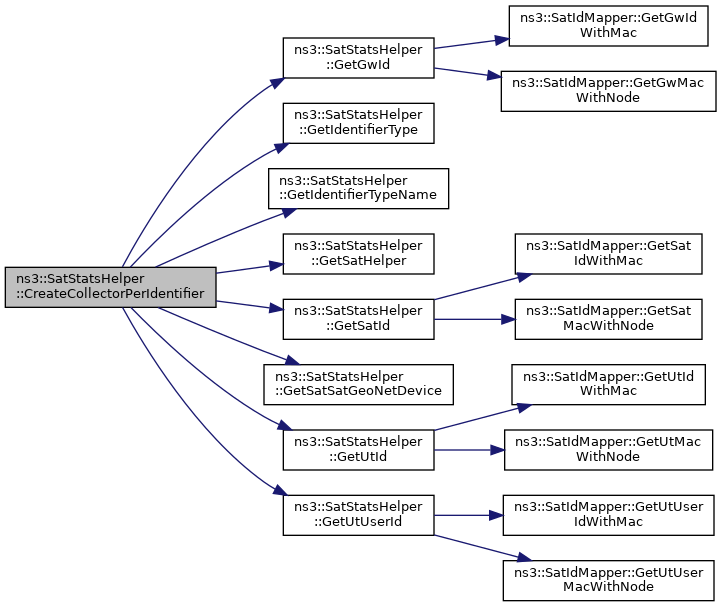 ns3::SatStatsHelper
::CreateCollectorPerIdentifier
ns3::SatStatsHelper
::GetGwId
ns3::SatIdMapper::GetGwId
WithMac
ns3::SatIdMapper::GetGwMac
WithNode
ns3::SatStatsHelper
::GetIdentifierType
ns3::SatStatsHelper
::GetIdentifierTypeName
ns3::SatStatsHelper
::GetSatHelper
ns3::SatStatsHelper
::GetSatId
ns3::SatIdMapper::GetSat
IdWithMac
ns3::SatIdMapper::GetSat
MacWithNode
ns3::SatStatsHelper
::GetSatSatGeoNetDevice
ns3::SatStatsHelper
::GetUtId
ns3::SatIdMapper::GetUtId
WithMac
ns3::SatIdMapper::GetUtMac
WithNode
ns3::SatStatsHelper
::GetUtUserId
ns3::SatIdMapper::GetUtUser
IdWithMac
ns3::SatIdMapper::GetUtUser
MacWithNode